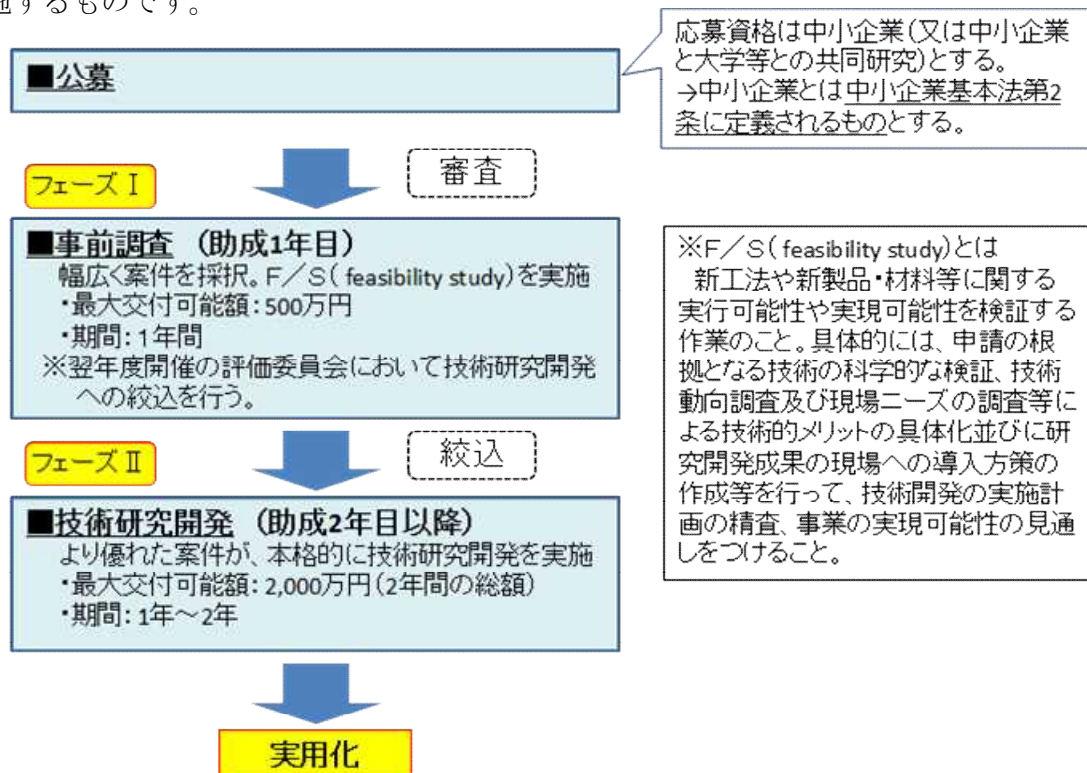 施するものです。
応募資格は中小企業(又は中小企業
と大学等との共同研究)とする。
→中小企業とは中小企業基本法第2
条に定義されるものとする。
■公募
フェーズⅠ
審査
■事前調査 (助成1年目)
幅広く案件を採択。F/S( feasibility study)を実施
・最大交付可能額:500万円
・期間:1年間
※翌年度開催の評価委員会において技術研究開発
への絞込を行う。
※F/S( feasibility study)とは
新工法や新製品・材料等に関する
実行可能性や実現可能性を検証する
作業のこと。具体的には、申請の根
拠となる技術の科学的な検証、技術
動向調査及び現場ニーズの調査等に
よる技術的メリットの具体化並びに研
究開発成果の現場への導入方策の
作成等を行って、技術開発の実施計
画の精査、事業の実現可能性の見通
しをつけること。
フェーズⅡ
絞込
■技術研究開発 (助成2年目以降)
より優れた案件が、本格的に技術研究開発を実施
・最大交付可能額:2,000万円(2年間の総額)
・期間:1年~2年
実用化